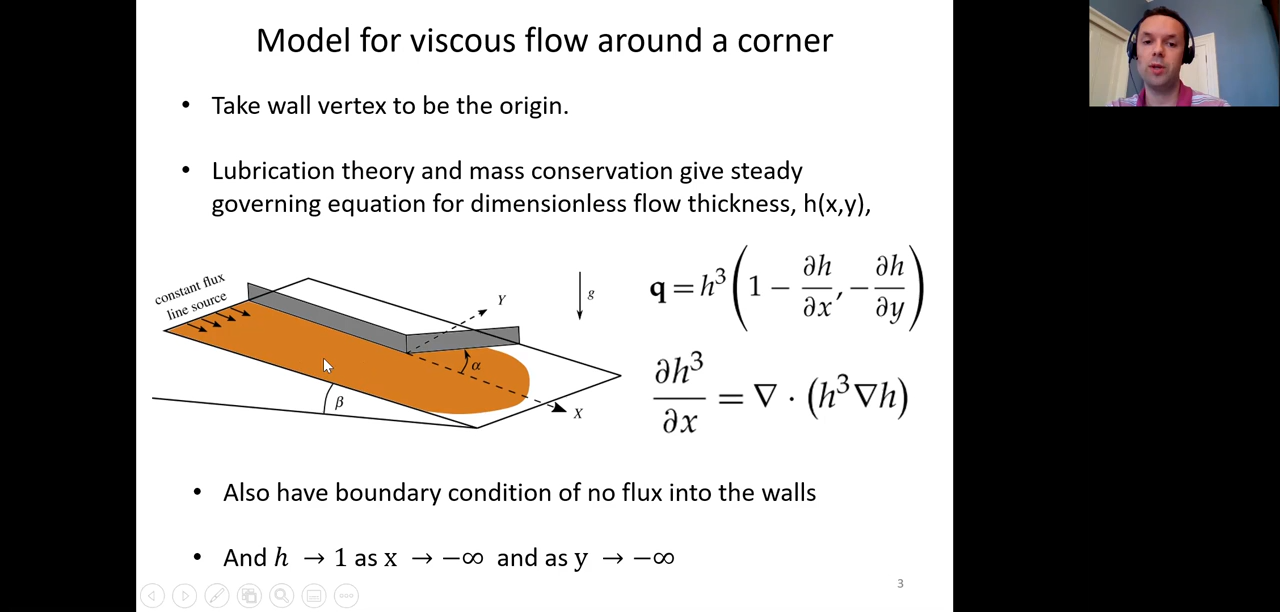 Model for viscous flow around a corner
• Take wall vertex to be the origin.
• Lubrication theory and mass conservation give steady
governing equation for dimensionless flow thickness, h(x,y),
constant flux
line source
Y
g
α
β
X
q = h³(1 − ∂h/∂x, −∂h/∂y)
∂h³/∂x = ∇ · (h³∇h)
• Also have boundary condition of no flux into the walls
• And h → 1 as x → −∞ and as y → −∞
3